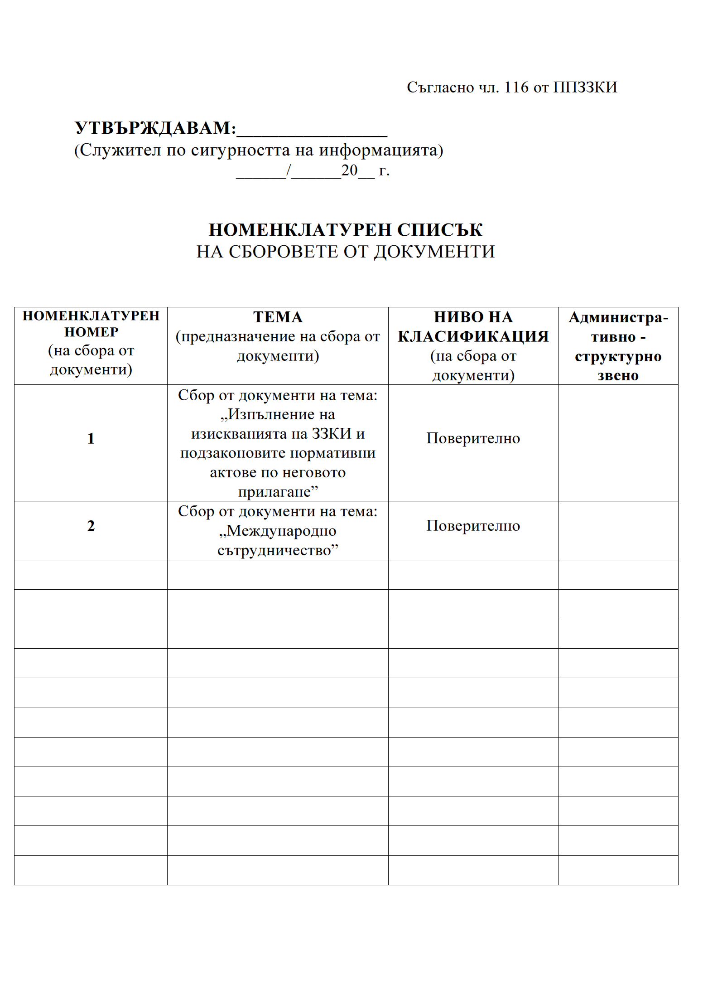 Съгласно чл. 116 от ППЗЗКИ
УТВЪРЖДАВАМ:__________________
(Служител по сигурността на информацията)
______/______20__ г.
НОМЕНКЛАТУРЕН СПИСЪК
НА СБОРОВЕТЕ ОТ ДОКУМЕНТИ
НОМЕНКЛАТУРЕН
НОМЕР
(на сбора от
документи)
ТЕМА
(предназначение на сбора от
документи)
НИВО НА
КЛАСИФИКАЦИЯ
(на сбора от
документи)
Администра-
тивно -
структурно
звено
1
Сбор от документи на тема:
„Изпълнение на
изискванията на ЗЗКИ и
подзаконовите нормативни
актове по неговото
прилагане”
Поверително
2
Сбор от документи на тема:
„Международно
сътрудничество”
Поверително